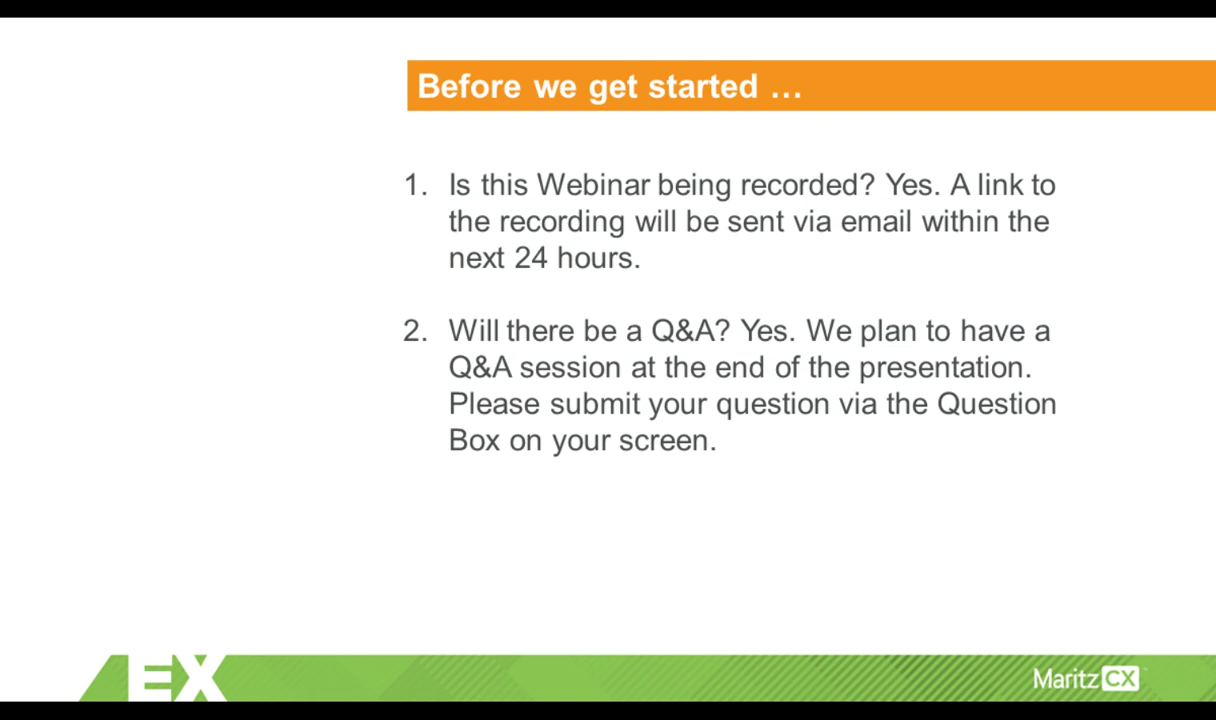 Before we get started ...
1. Is this Webinar being recorded? Yes. A link to
the recording will be sent via email within the
next 24 hours.
2. Will there be a Q&A? Yes. We plan to have a
Q&A session at the end of the presentation.
Please submit your question via the Question
Box on your screen.
EX
MaritzCX